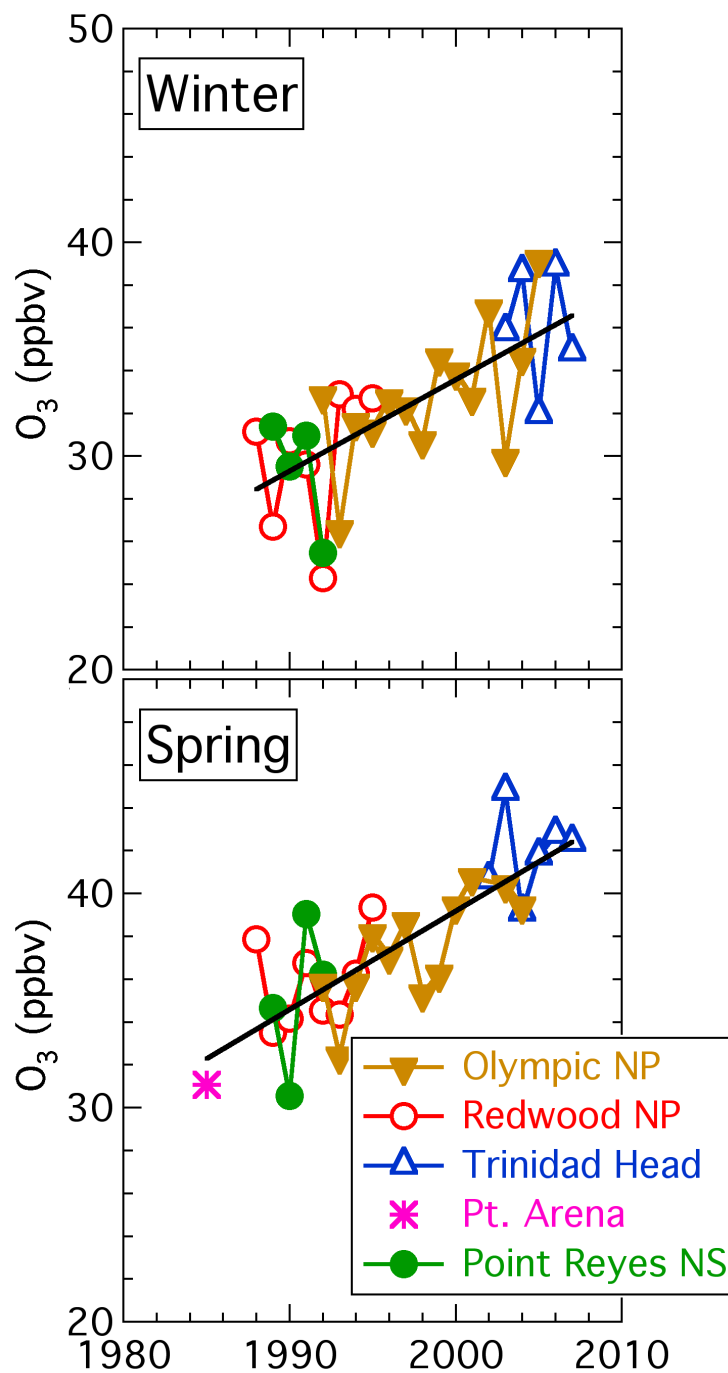 50
Winter
40
O₃ (ppbv)
30
20
Spring
40
O₃ (ppbv)
30
Olympic NP
Redwood NP
Trinidad Head
Pt. Arena
Point Reyes NS
20
1980 1990 2000 2010